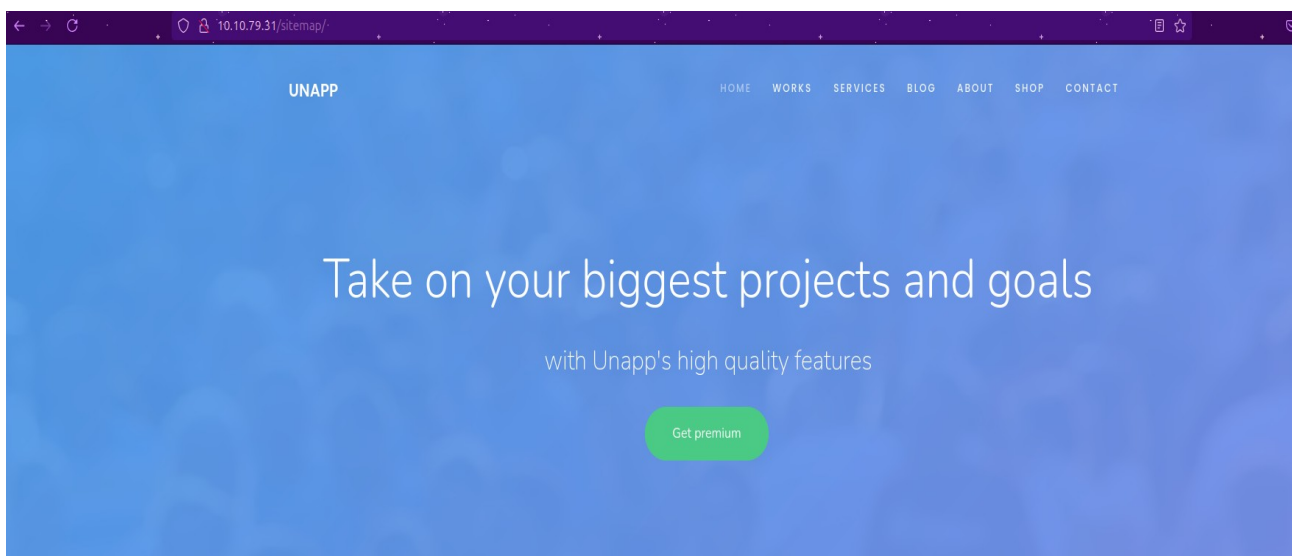 10.10.79.31/sitemap/
UNAPP HOME WORKS SERVICES BLOG ABOUT SHOP CONTACT
Take on your biggest projects and goals
with Unapp's high quality features
Get premium